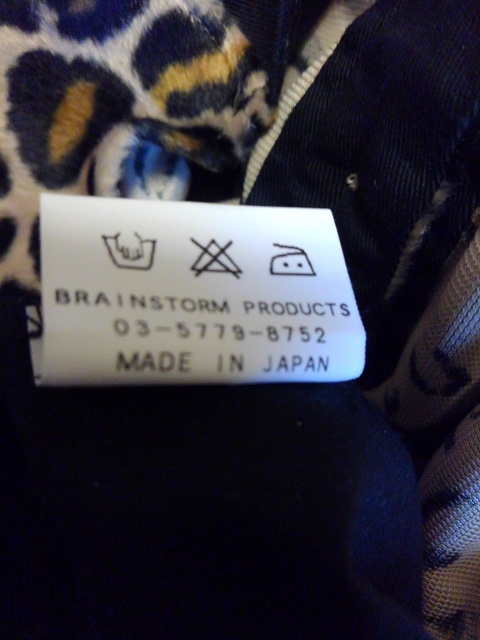 BRAINSTORM PRODUCTS
03-5779-8752
MADE IN JAPAN